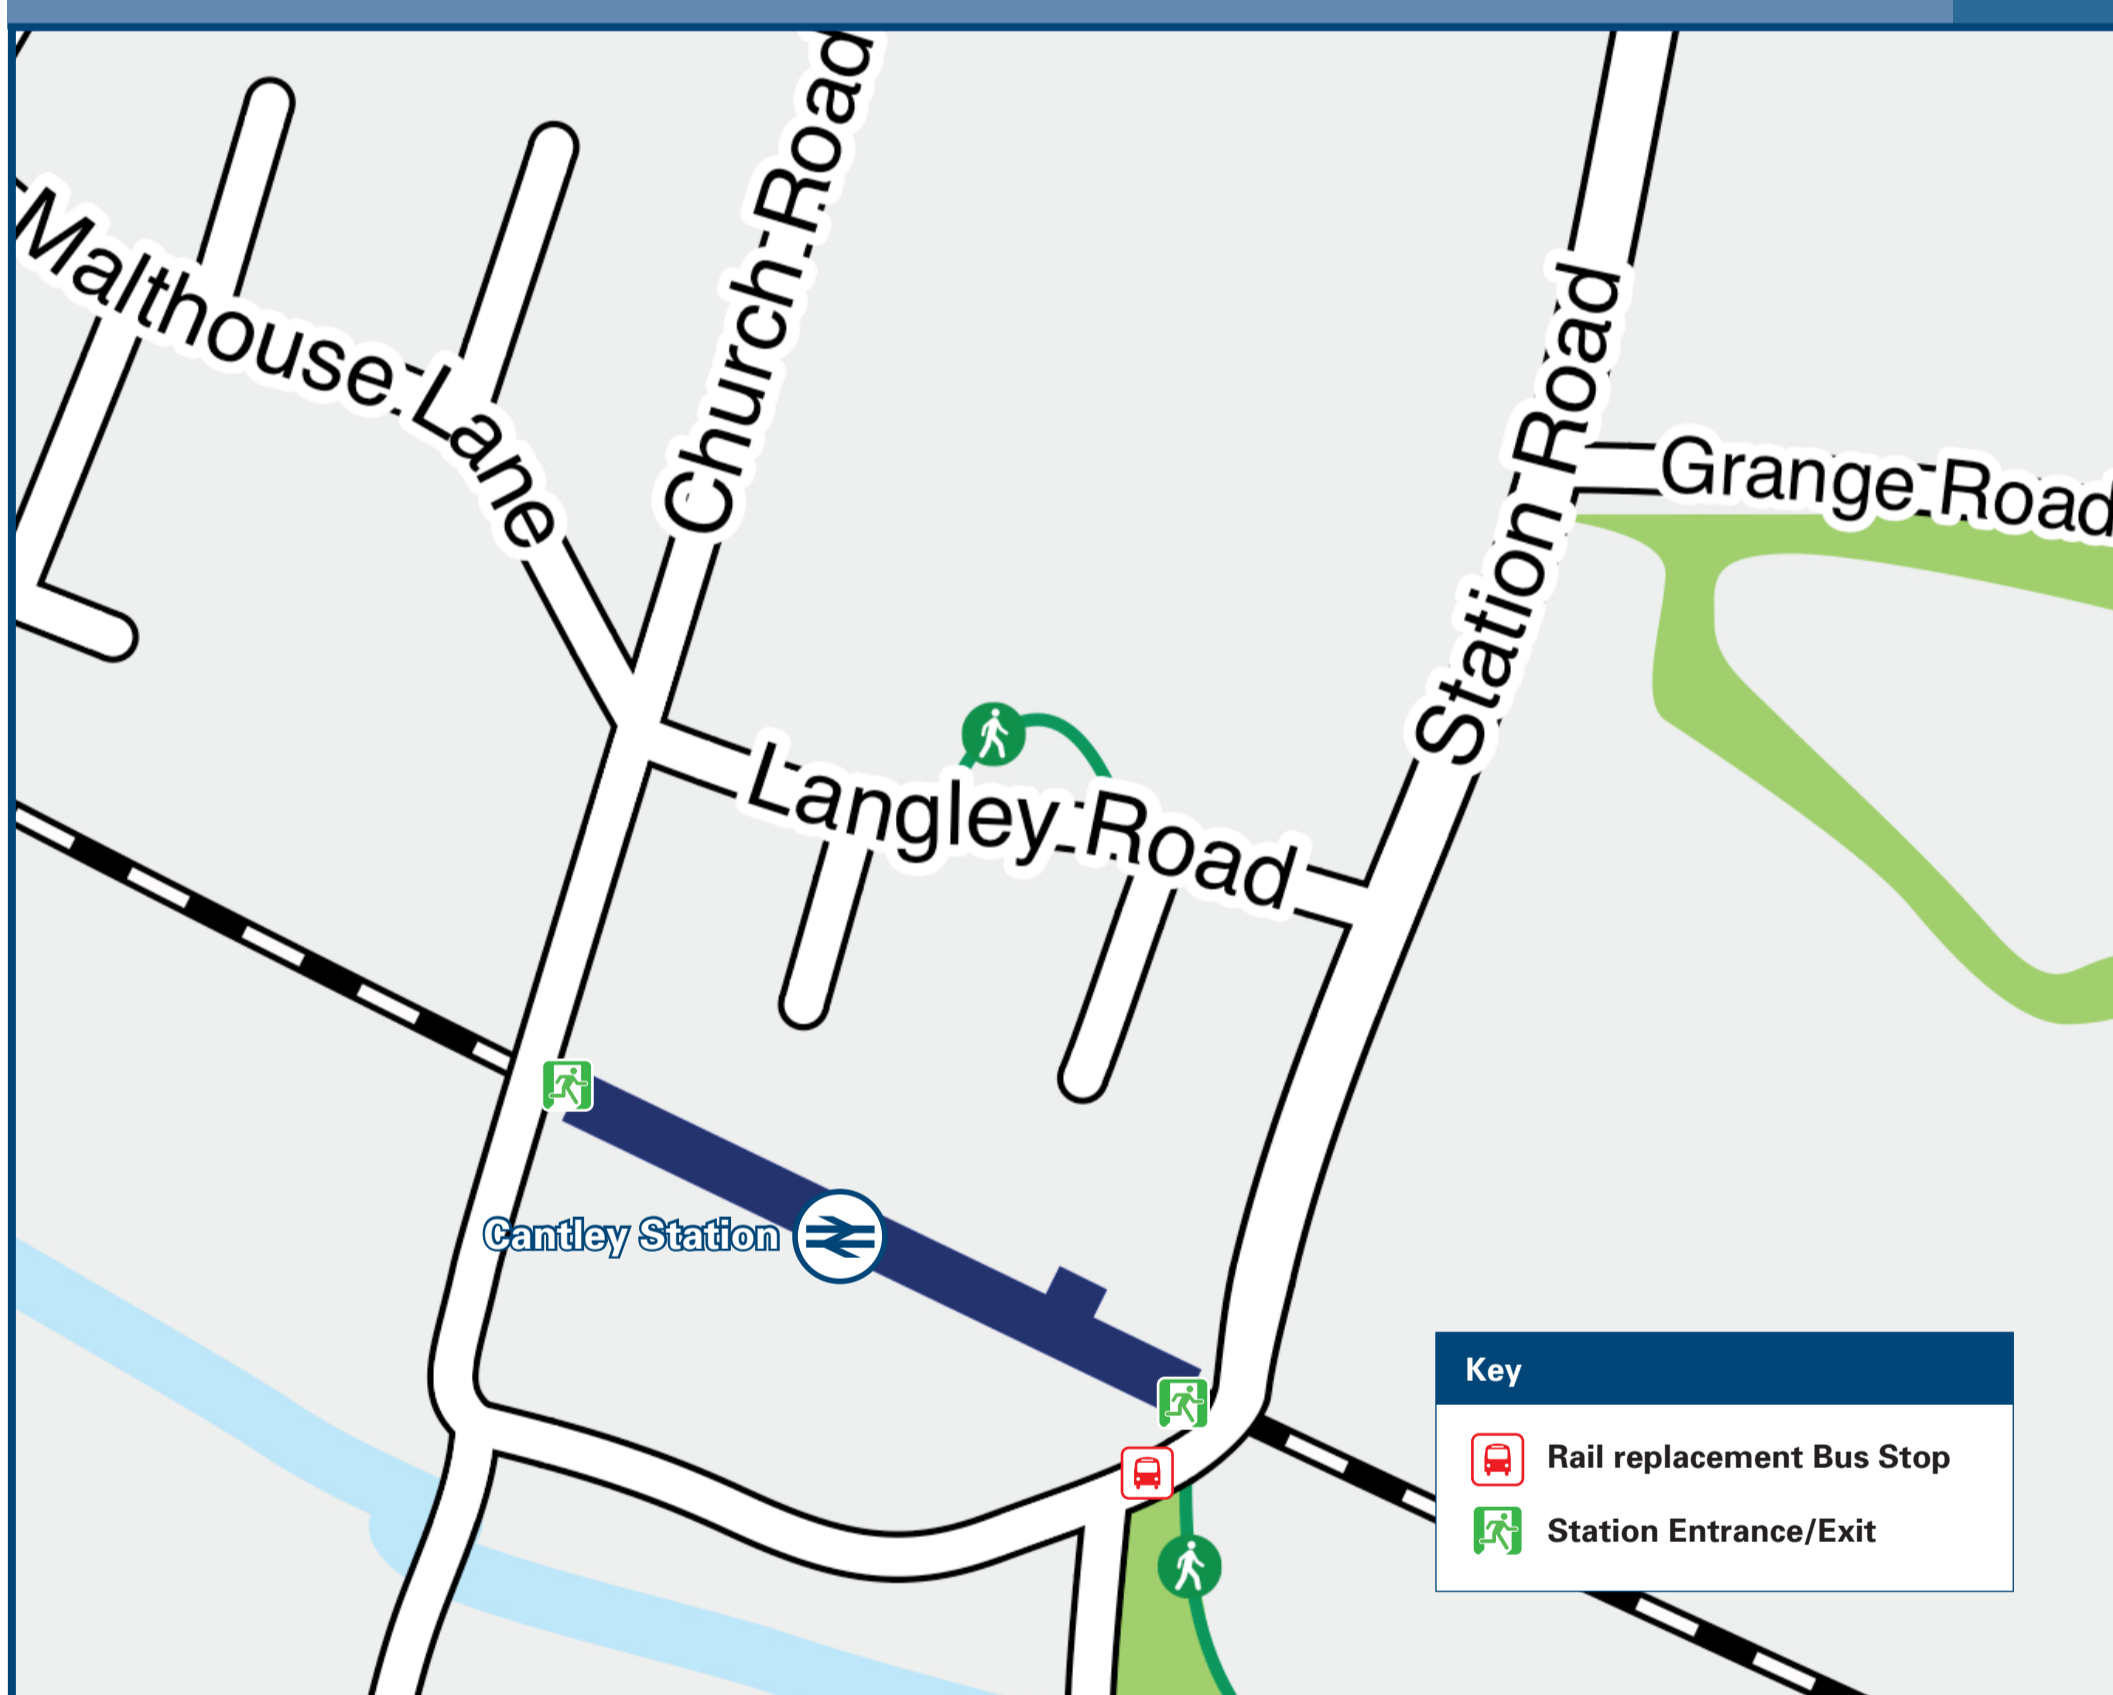 Church Road
Malthouse Lane
Station Road
Grange Road
Langley Road
Cantley Station
Key
Rail replacement Bus Stop
Station Entrance/Exit